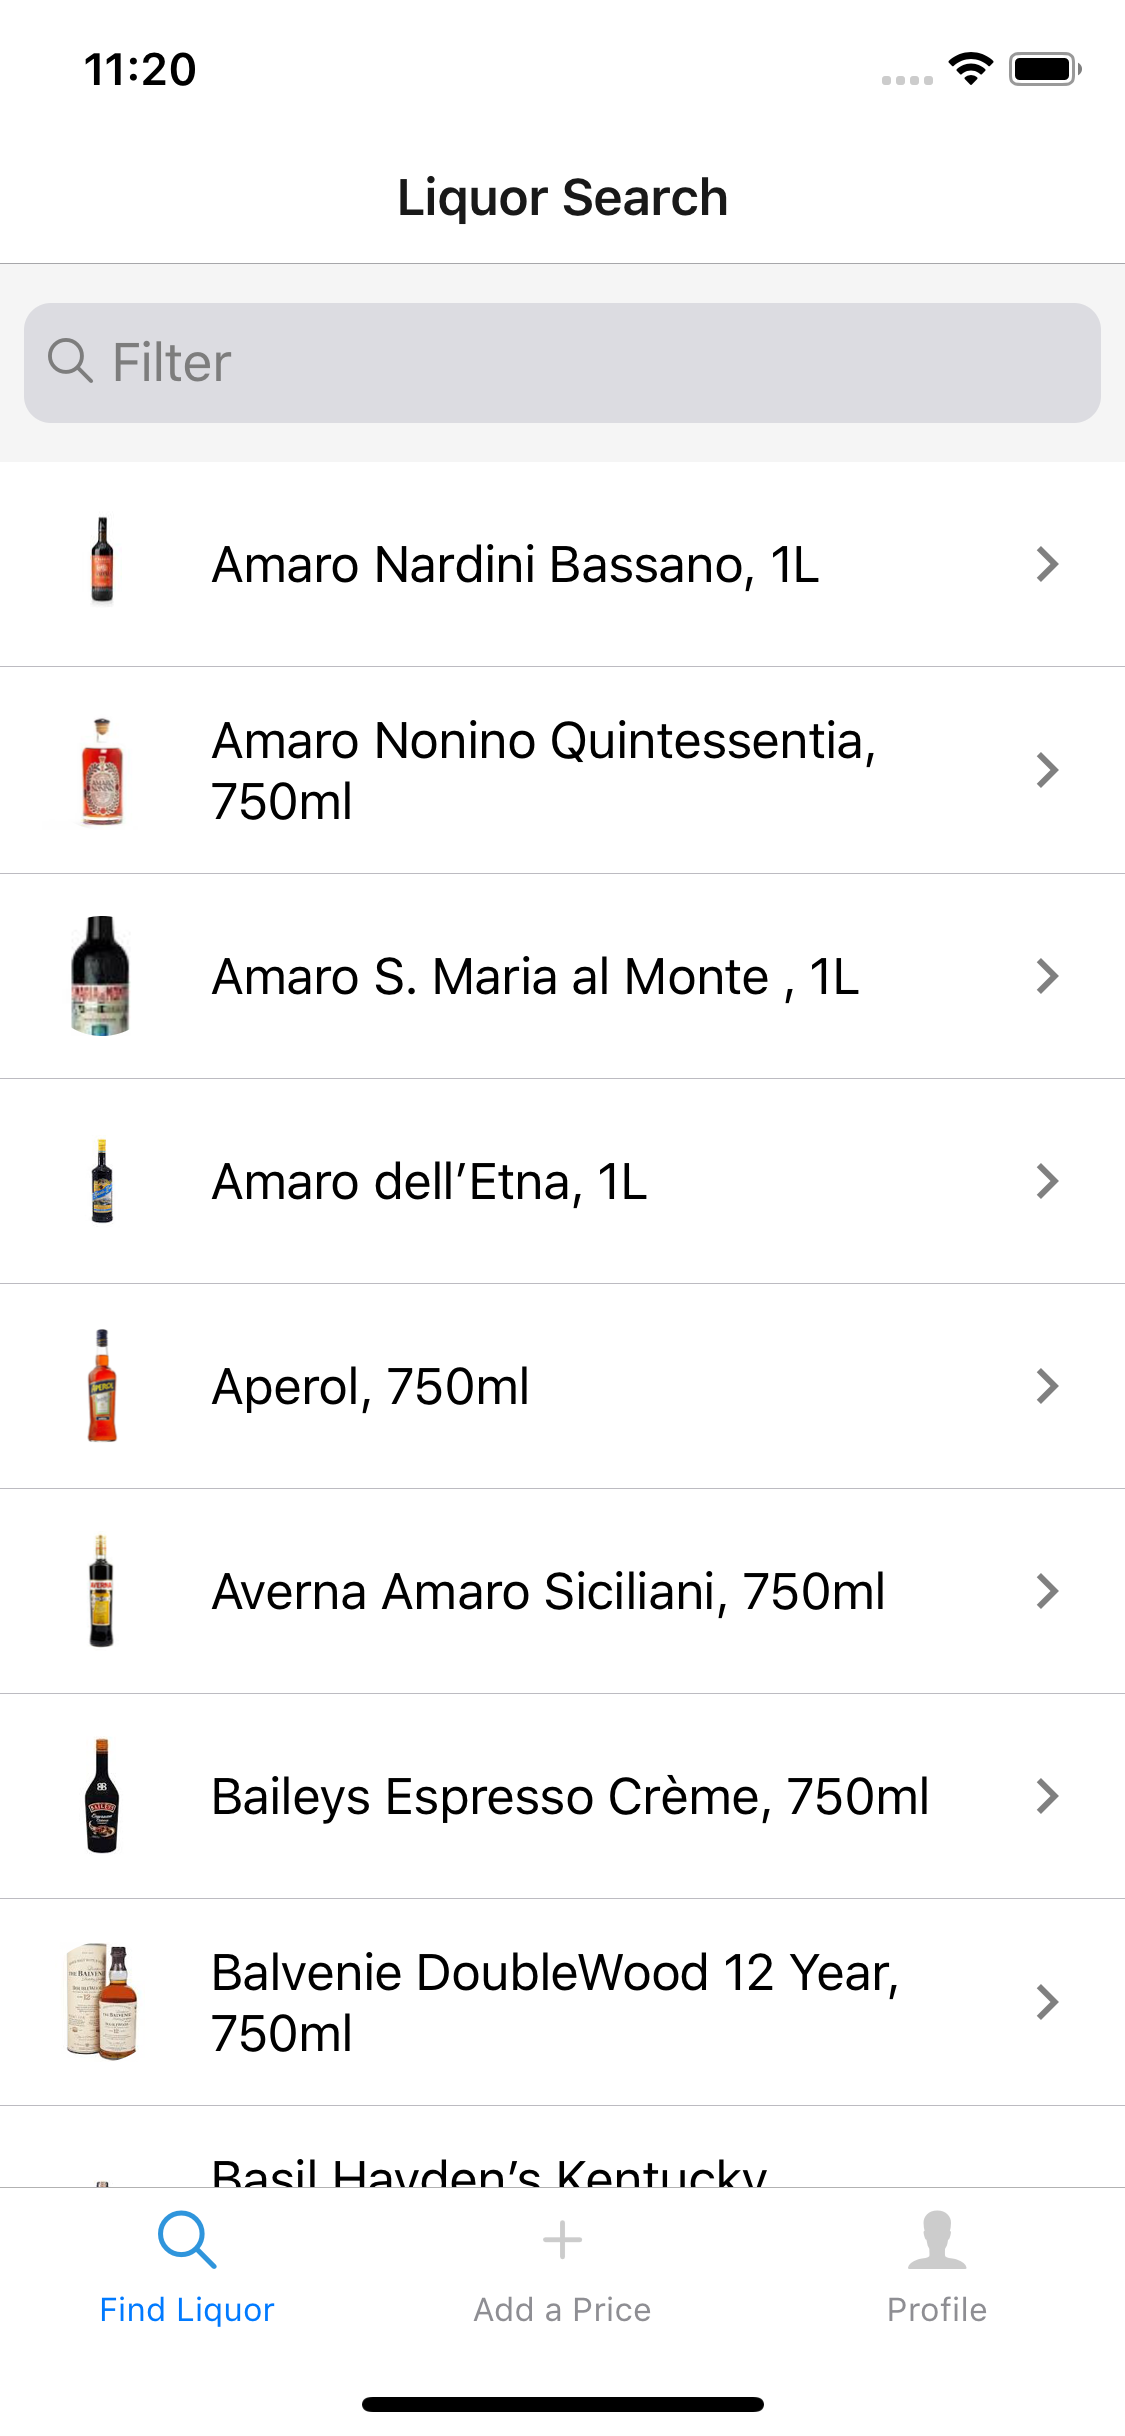 11:20
Liquor Search
Filter
Amaro Nardini Bassano, 1L
Amaro Nonino Quintessentia,
750ml
Amaro S. Maria al Monte , 1L
Amaro dell’Etna, 1L
Aperol, 750ml
Averna Amaro Siciliani, 750ml
Baileys Espresso Crème, 750ml
Balvenie DoubleWood 12 Year,
750ml
Basil Hayden’s Kentucky
Find Liquor
Add a Price
Profile